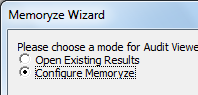 Memoryze Wizard
Please choose a mode for Audit Viewe
Open Existing Results
Configure Memoryze